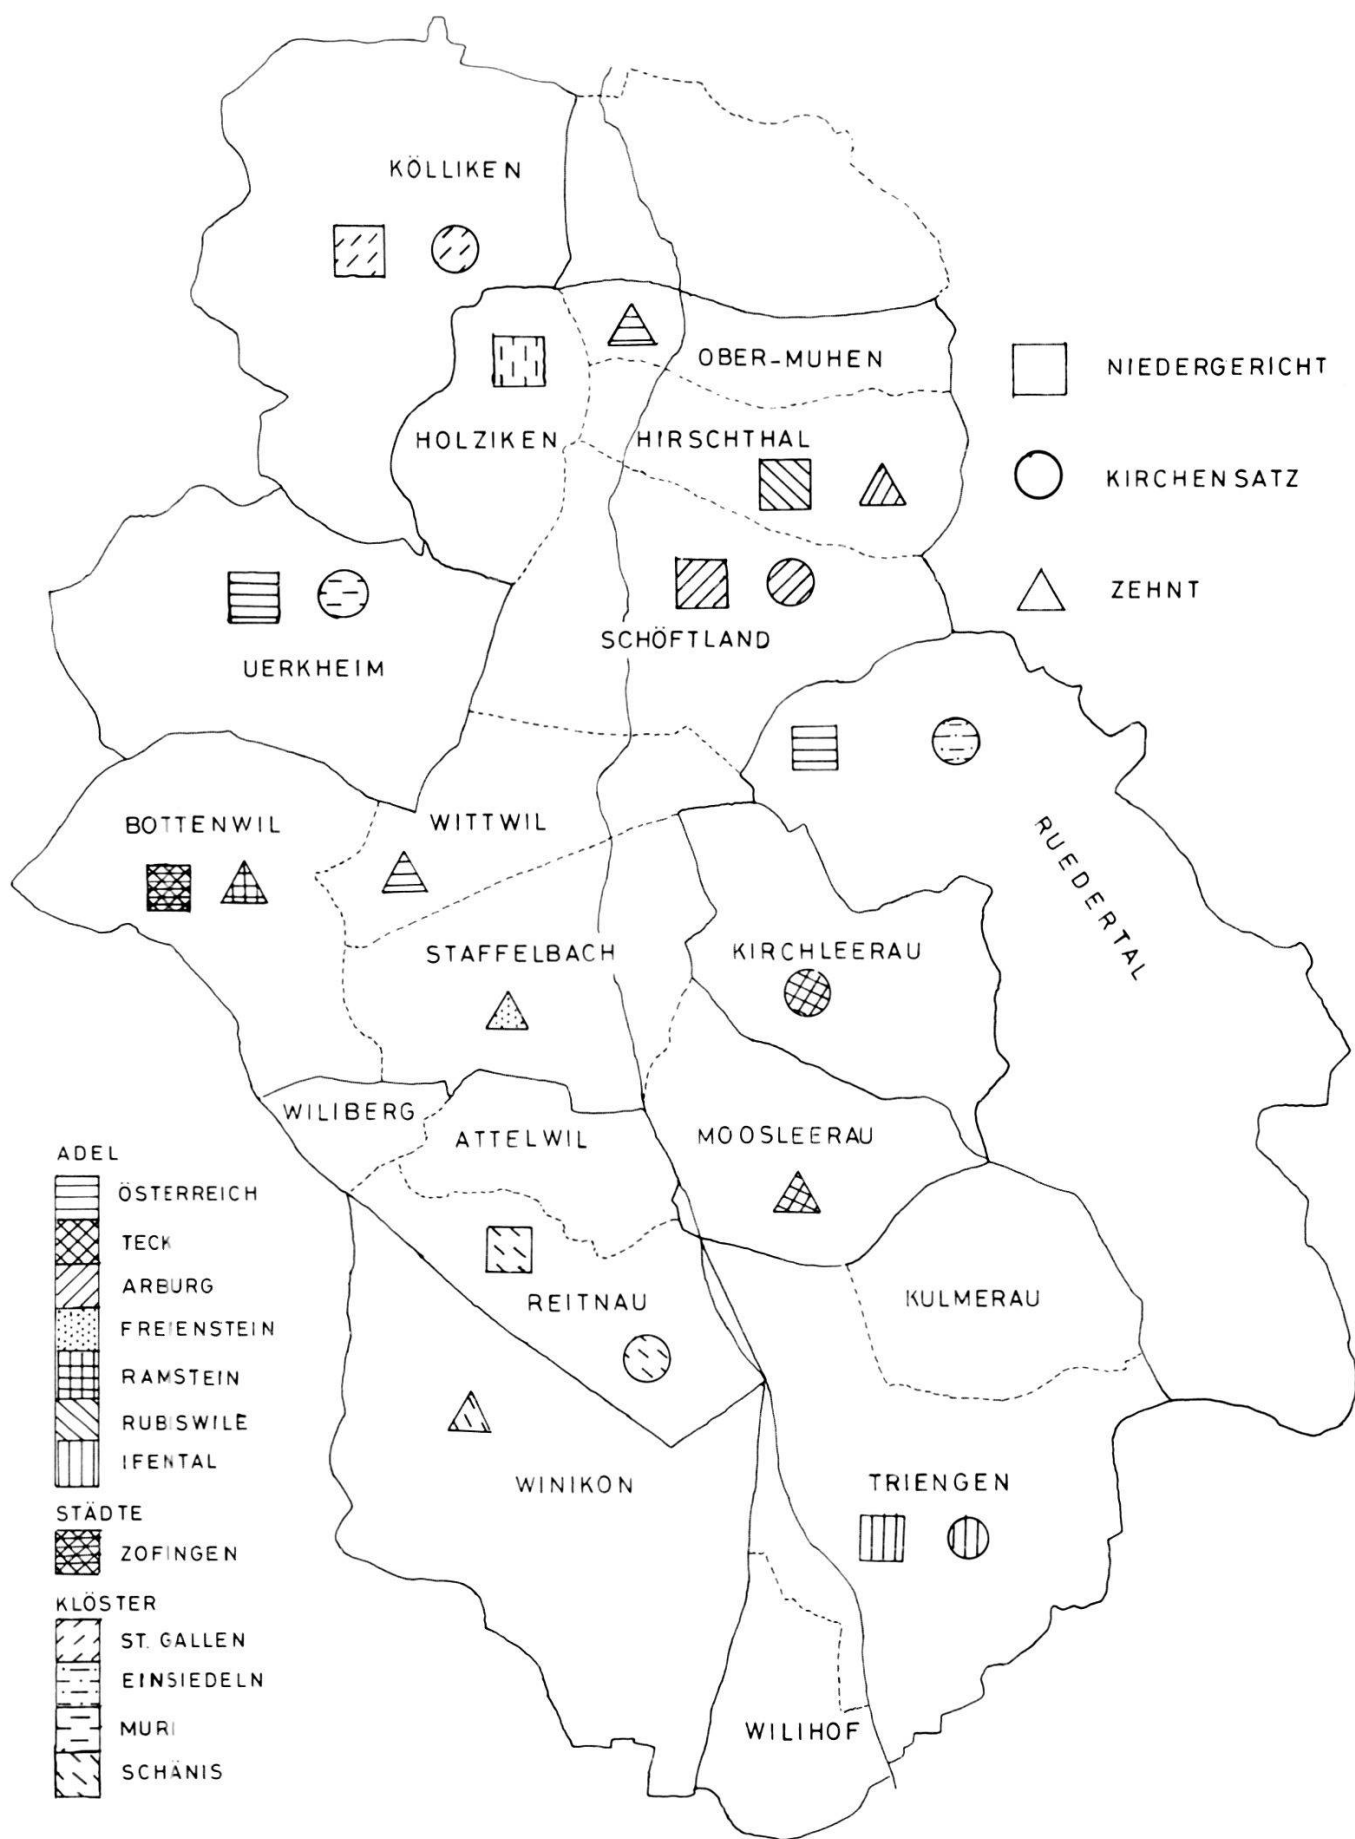 KÖLLIKEN
OBER-MUHEN
NIEDERGERICHT
HOLZIKEN
HIRSCHTHAL
KIRCHENSATZ
ZEHNT
SCHÖFTLAND
UERKHEIM
BOTTENWIL
WITTWIL
RUEDERTAL
STAFFELBACH
KIRCHLEERAU
WILIBERG
ATTELWIL
MOOSLEERAU
REITNAU
KULMERAU
WINIKON
TRIENGEN
WILIHOF
ADEL
ÖSTERREICH
TECK
ARBURG
FREIENSTEIN
RAMSTEIN
RUBISWILE
IFENTAL
STÄDTE
ZOFINGEN
KLÖSTER
ST. GALLEN
EINSIEDELN
MURI
SCHÄNIS